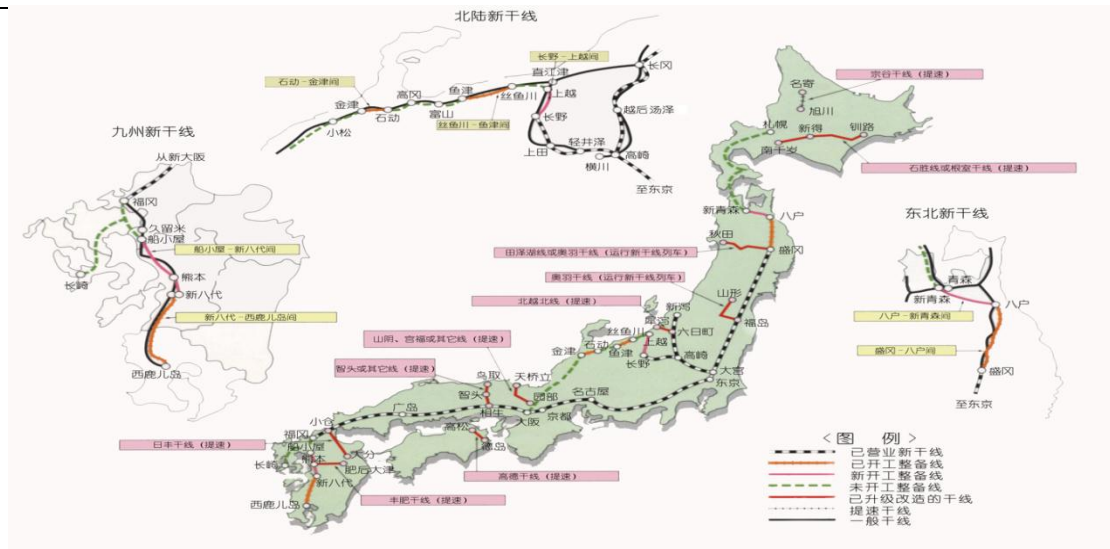 北陆新干线
长野－上越间
石动－金津间
直江津
长冈
上越
高冈
鱼津
丝鱼川
金津
石动
富山
小松
丝鱼川－鱼津间
长野
越后汤泽
上田
轻井泽
横川
高崎
至东京
九州新干线
从新大阪
福冈
久留米
船小屋
船小屋－新八代间
长崎
熊本
新八代
新八代－西鹿儿岛间
西鹿儿岛
宗谷干线（提速）
名寄
旭川
札幌
新得
钏路
南千岁
石胜线或根室干线（提速）
新青森
八户
秋田
田泽湖线或奥羽干线（运行新干线列车）
盛冈
奥羽干线（运行新干线列车）
山形
北越北线（提速）
新泻
犀泻
丝鱼川
六日町
福岛
山阴、宫福或其它线（提速）
石动
上越
金津
鱼津
长野
高崎
智头或其它线（提速）
鸟取
天桥立
大宫
东京
智头
园部
名古屋
广岛
相生
京都
大阪
小仓
高松
德岛
日丰干线（提速）
福冈
船小屋
大分
长崎
熊本
肥后大津
高德干线（提速）
新八代
西鹿儿岛
丰肥干线（提速）
东北新干线
青森
新青森
八户
八户－新青森间
盛冈－八户间
盛冈
至东京
＜图 例＞
已营业新干线
已开工整备线
新开工整备线
未开工整备线
已升级改造的干线
提速干线
一般干线